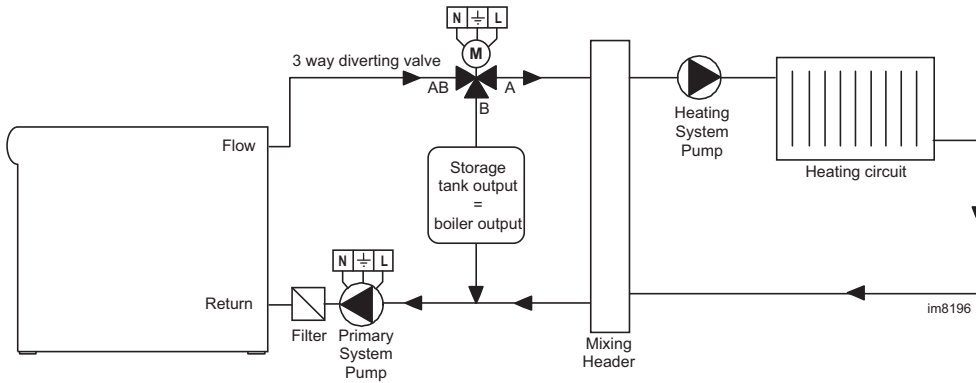 N ⏚ L
M
3 way diverting valve
AB
A
B
Flow
Heating
System
Pump
Heating circuit
Storage
tank output
=
boiler output
N ⏚ L
Return
Filter
Primary
System
Pump
Mixing
Header
im8196